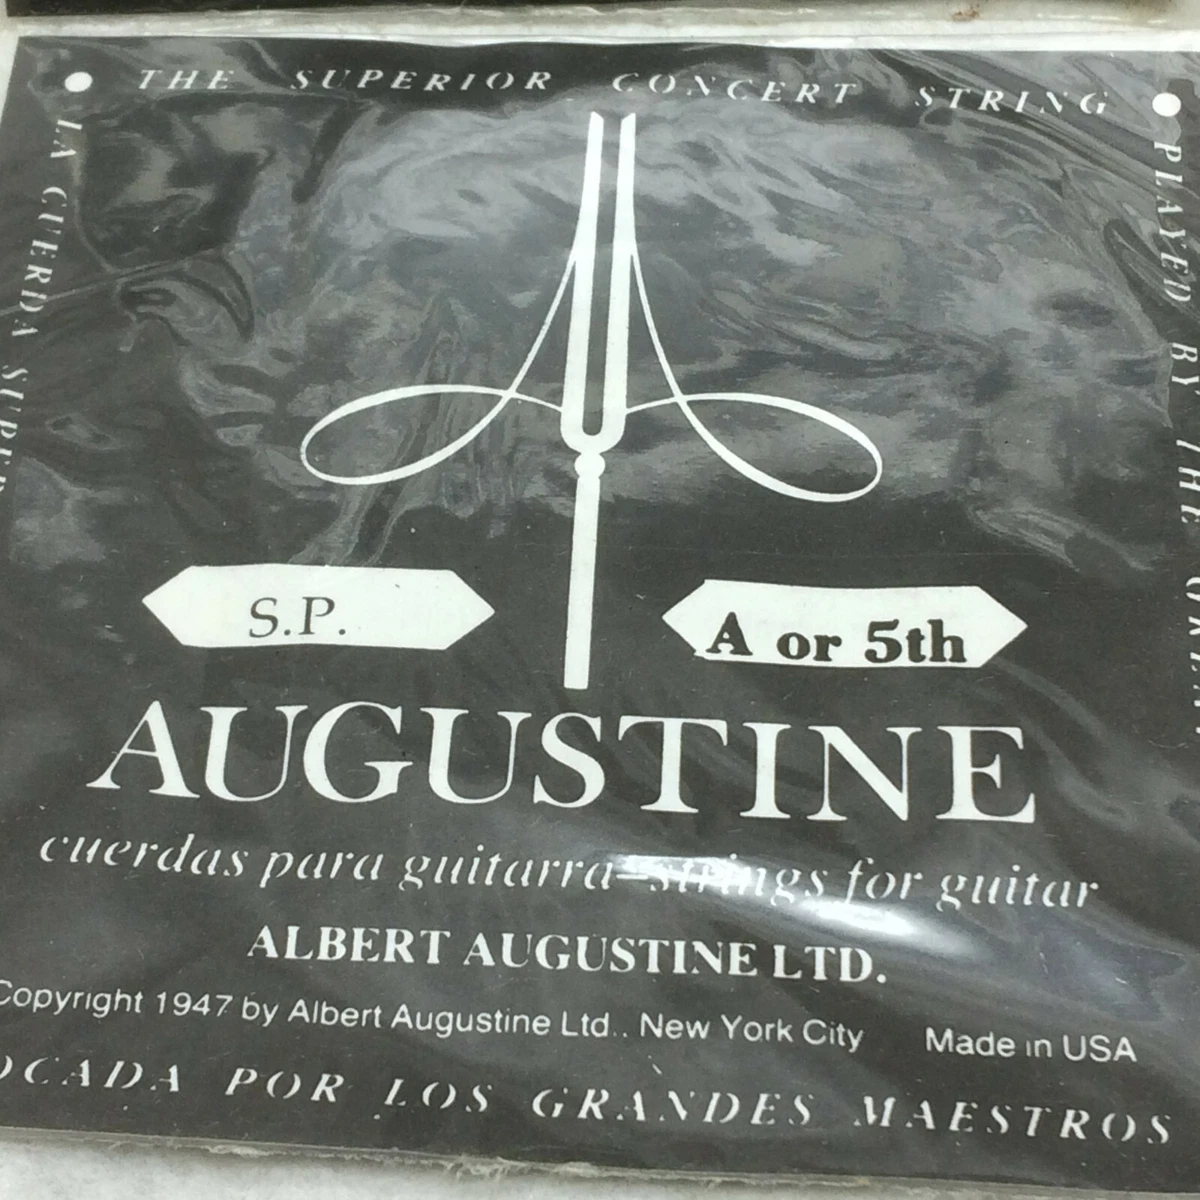 THE SUPERIOR CONCERT STRING
LA CUERDA
PLAYED BY THE
S.P.
A or 5th
AUGUSTINE
cuerdas para guitarra—strings for guitar
ALBERT AUGUSTINE LTD.
Copyright 1947 by Albert Augustine Ltd.. New York City Made in USA
POR LOS GRANDES MAESTROS